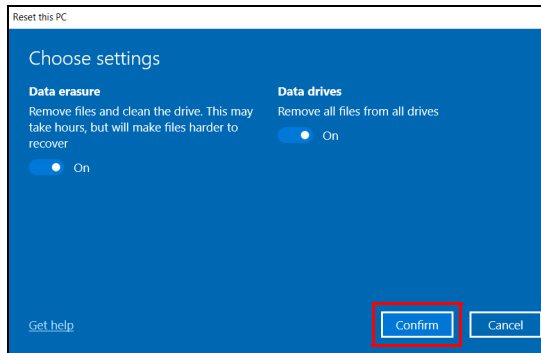 Reset this PC
Choose settings
Data erasure
Remove files and clean the drive. This may
take hours, but will make files harder to
recover
On
Data drives
Remove all files from all drives
On
Get help
Confirm
Cancel